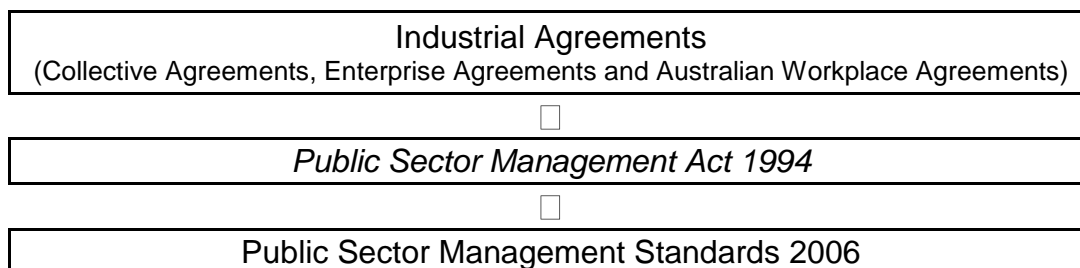 Industrial Agreements
(Collective Agreements, Enterprise Agreements and Australian Workplace Agreements)
Public Sector Management Act 1994
Public Sector Management Standards 2006